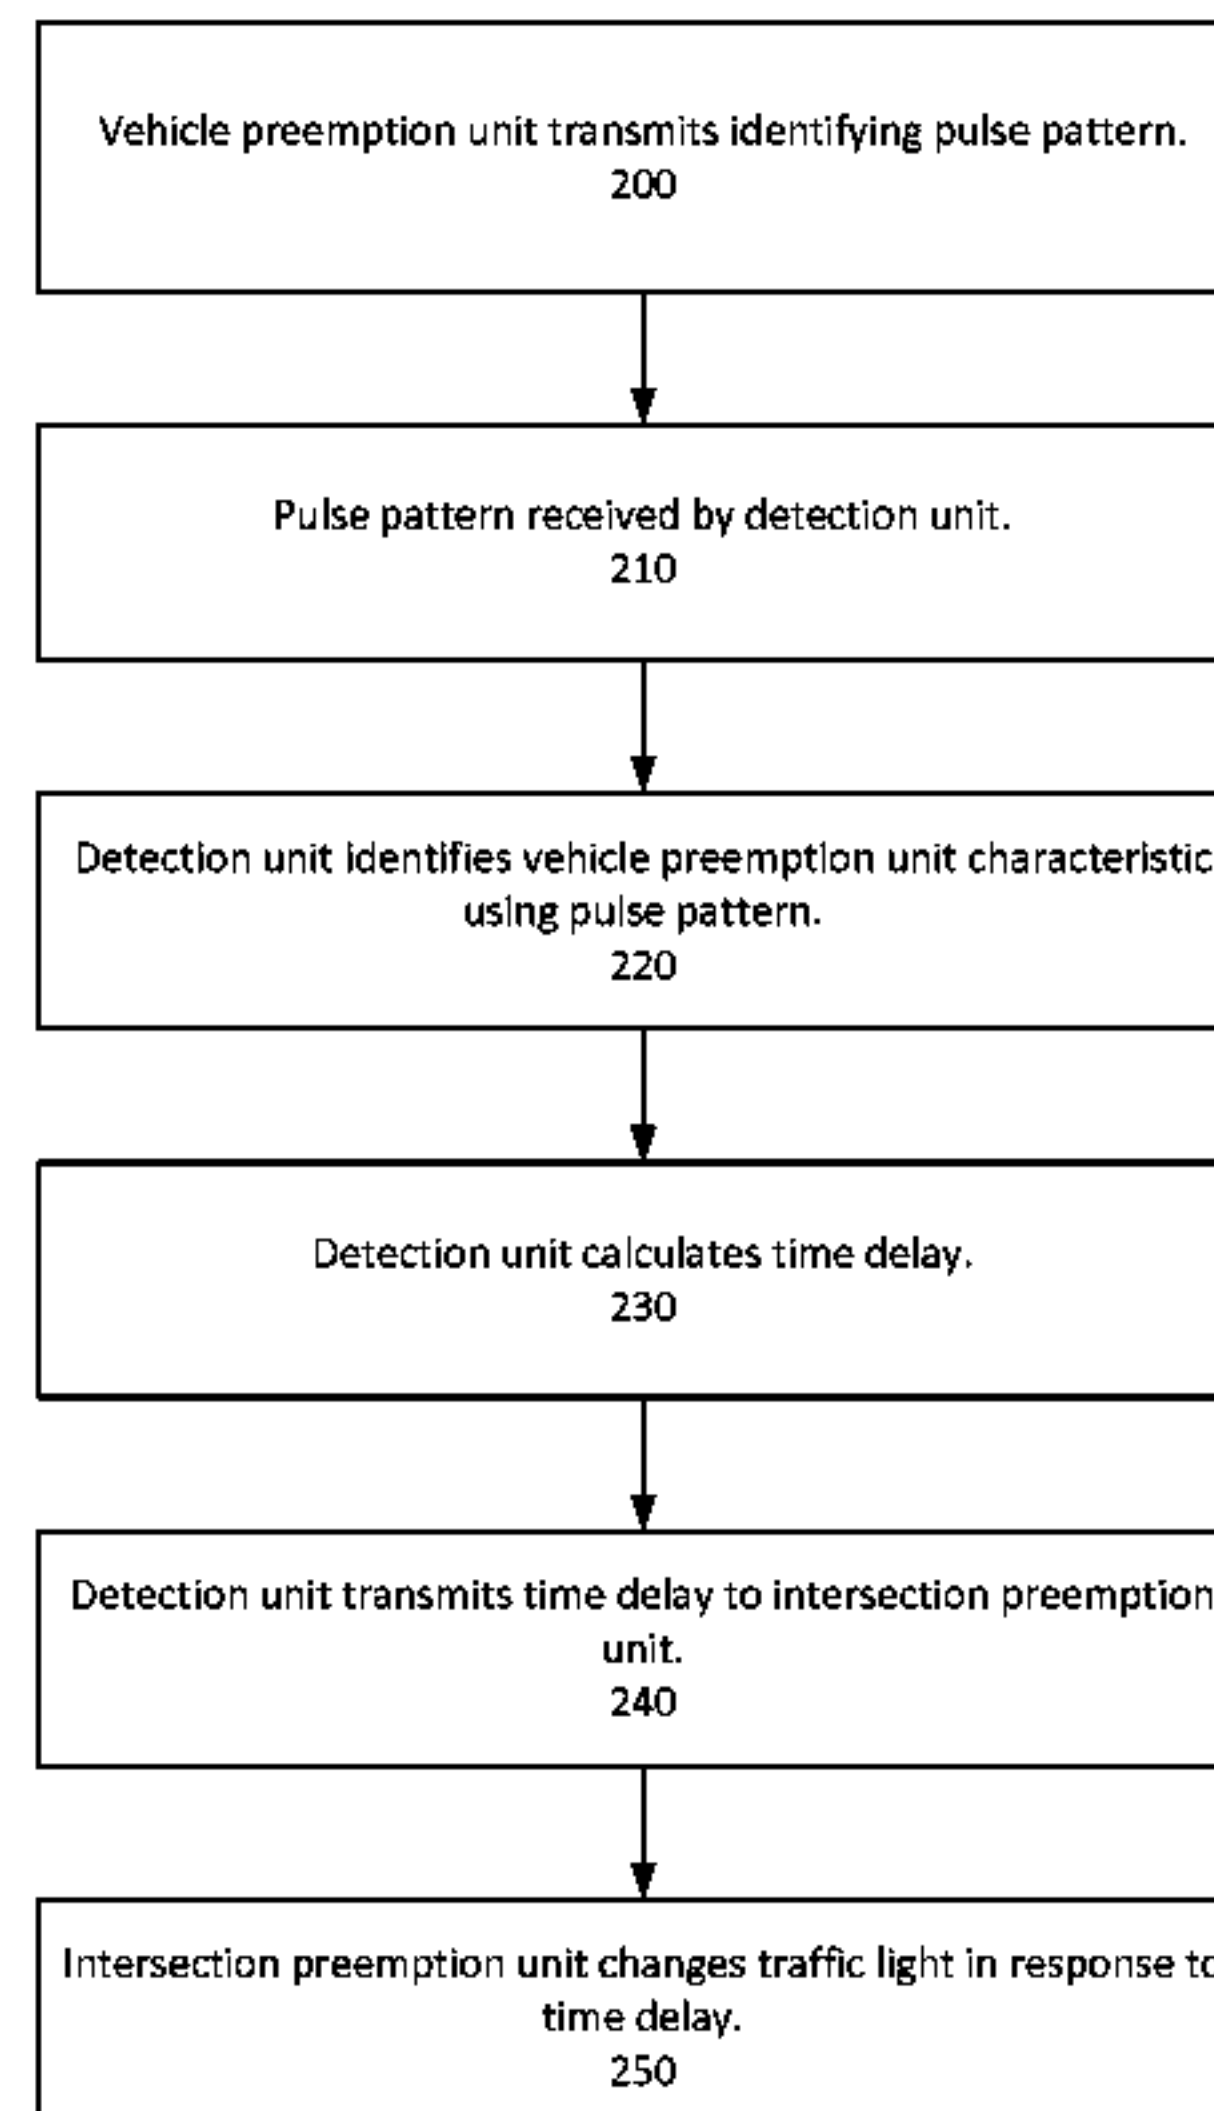 Vehicle preemption unit transmits identifying pulse pattern.
200
Pulse pattern received by detection unit.
210
Detection unit identifies vehicle preemption unit characteristic
using pulse pattern.
220
Detection unit calculates time delay.
230
Detection unit transmits time delay to intersection preemption
unit.
240
Intersection preemption unit changes traffic light in response to
time delay.
250